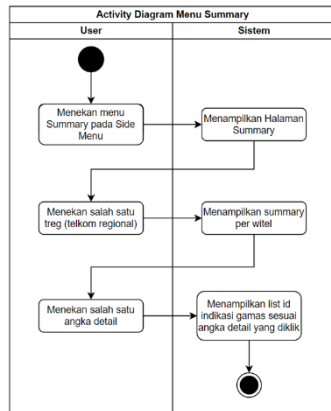 Activity Diagram Menu Summary
User
Sistem
Menekan menu
Summary pada Side
Menu
Menampilkan Halaman
Summary
Menekan salah satu
treg (telkom regional)
Menampilkan summary
per witel
Menekan salah satu
angka detail
Menampilkan list id
indikasi gamas sesuai
angka detail yang diklik